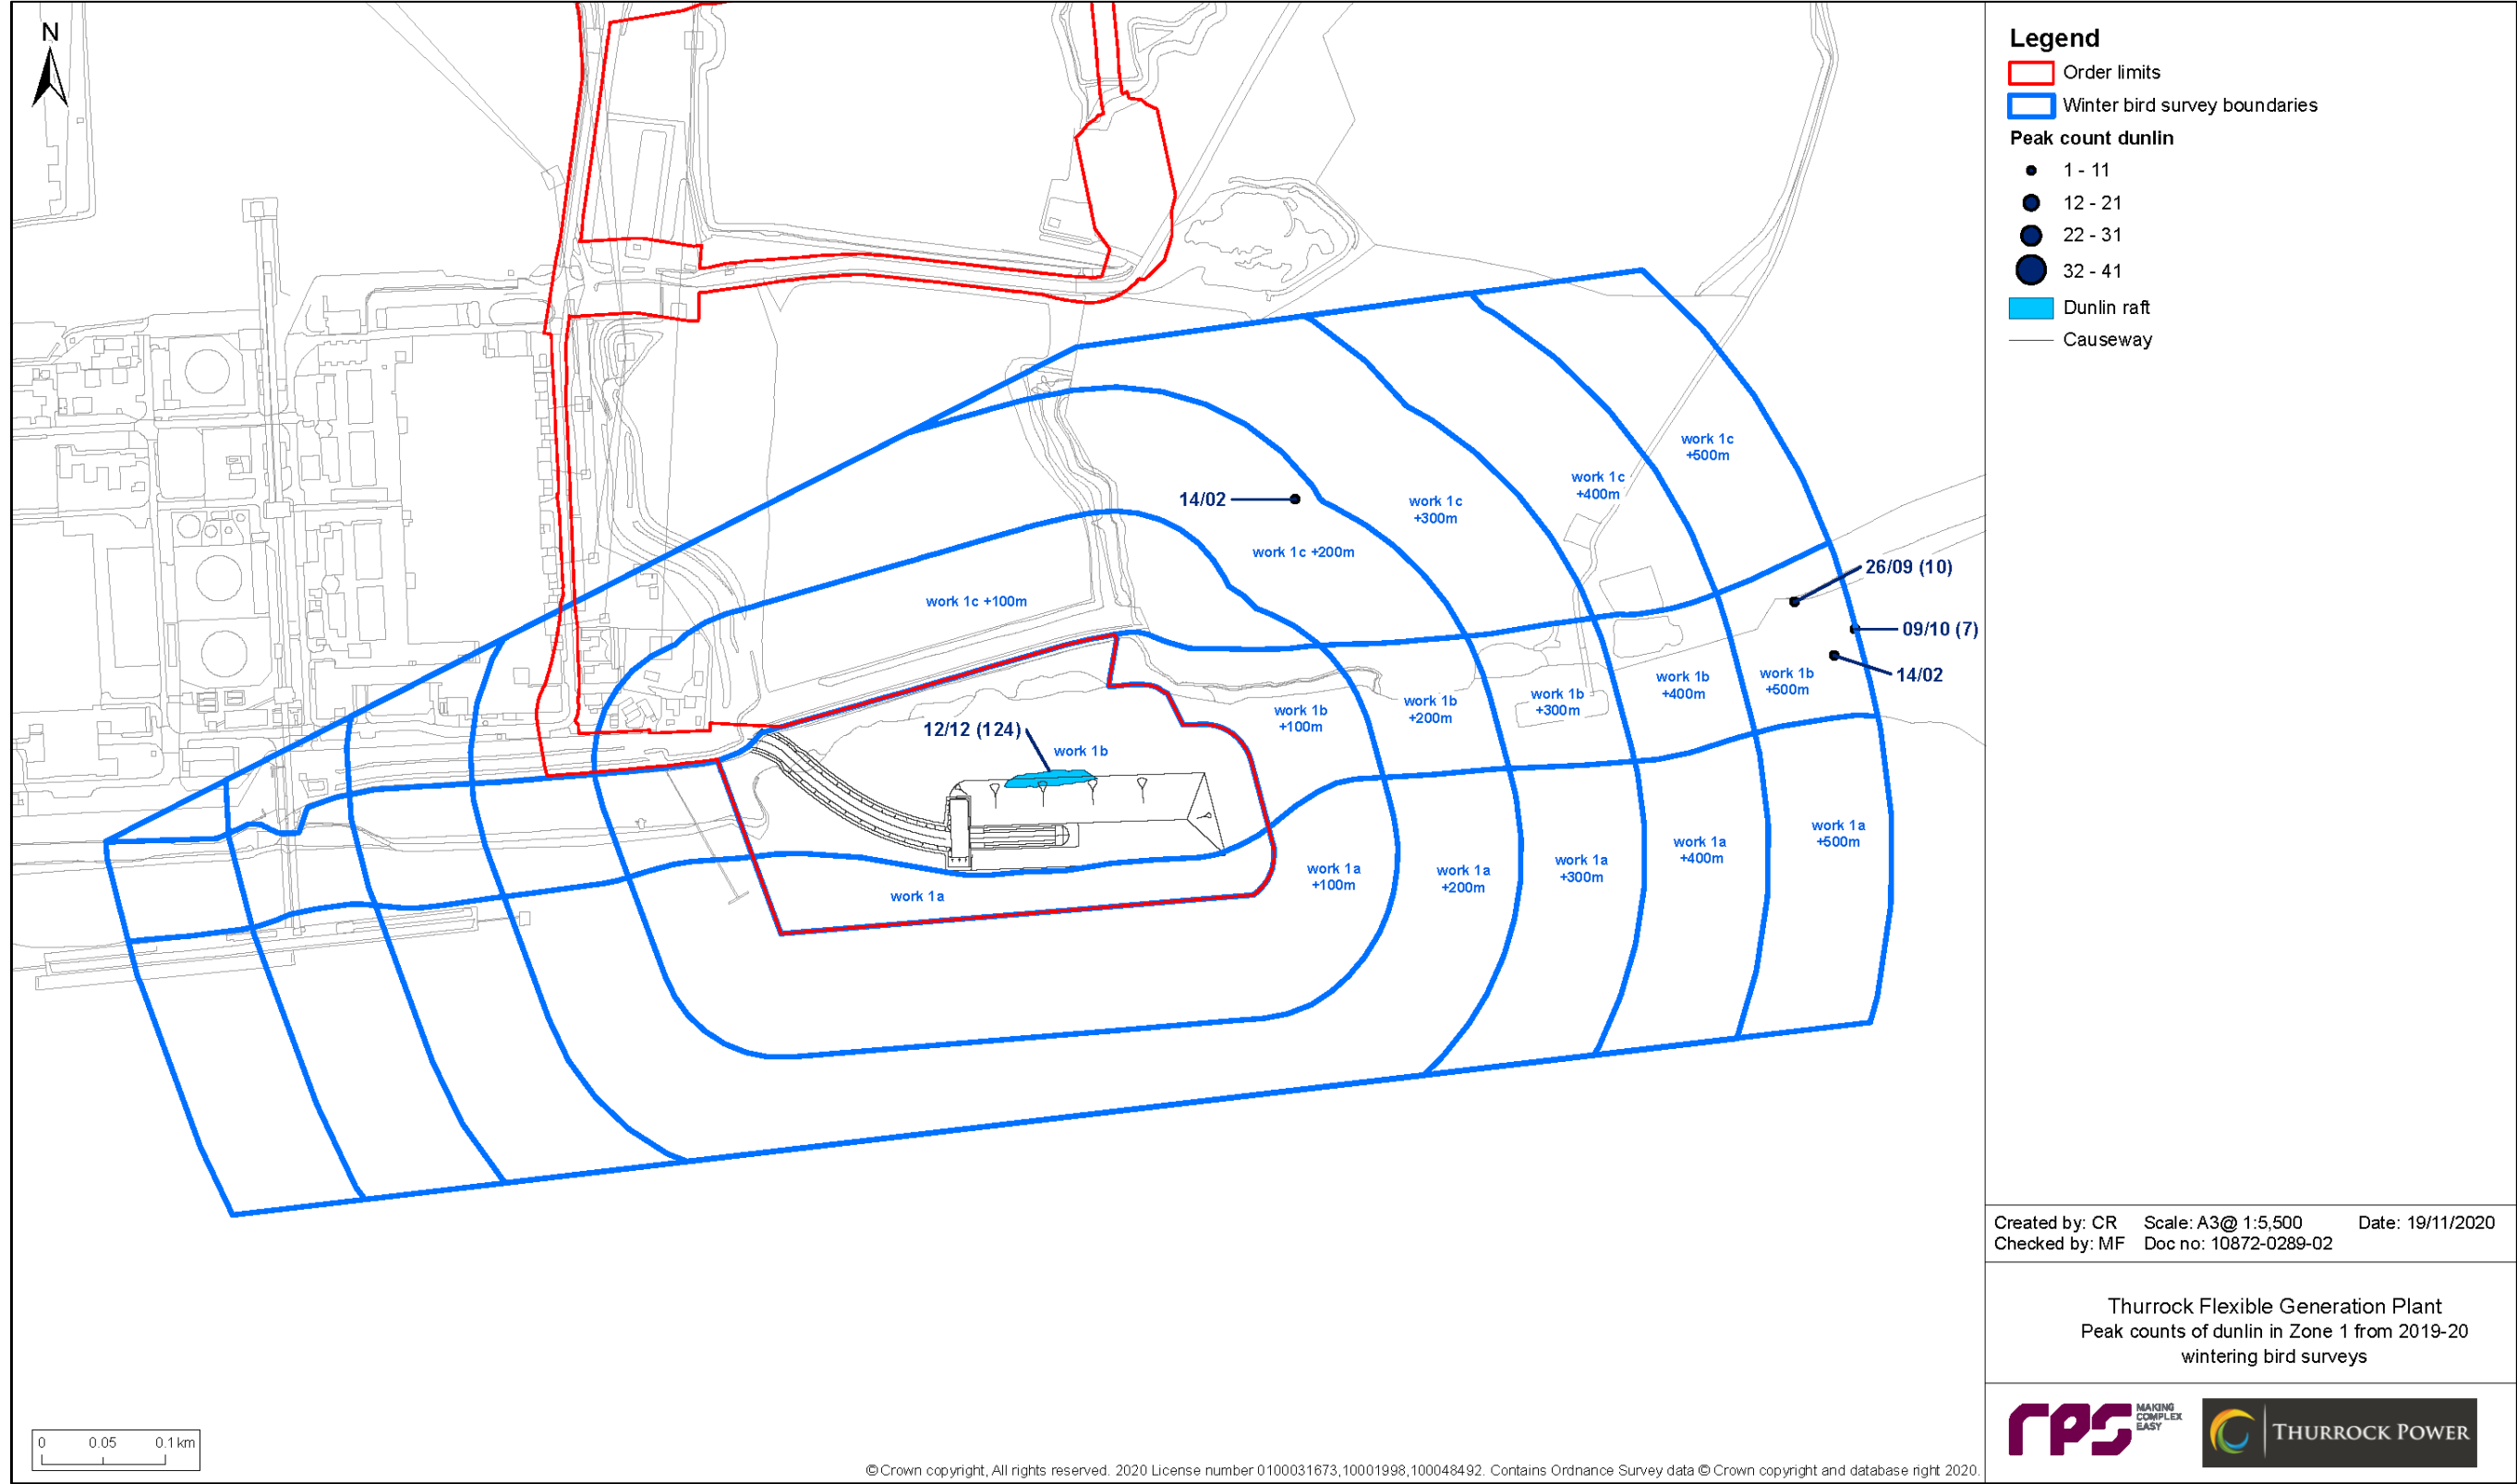 N
Legend
Order limits
Winter bird survey boundaries
Peak count dunlin
1 - 11
12 - 21
22 - 31
32 - 41
Dunlin raft
Causeway
work 1c
+500m
work 1c
+400m
work 1c
+300m
14/02
work 1c +200m
work 1c +100m
26/09 (10)
09/10 (7)
14/02
work 1b
+500m
work 1b
+400m
work 1b
+300m
work 1b
+200m
work 1b
+100m
12/12 (124)
work 1b
work 1a
+500m
work 1a
+400m
work 1a
+300m
work 1a
+200m
work 1a
+100m
work 1a
Created by: CR Scale: A3@ 1:5,500 Date: 19/11/2020
Checked by: MF Doc no: 10872-0289-02
Thurrock Flexible Generation Plant
Peak counts of dunlin in Zone 1 from 2019-20
wintering bird surveys
rps MAKING
COMPLEX
EASY
THURROCK POWER
0 0.05 0.1 km
© Crown copyright, All rights reserved. 2020 License number 0100031673,10001998,100048492. Contains Ordnance Survey data © Crown copyright and database right 2020.